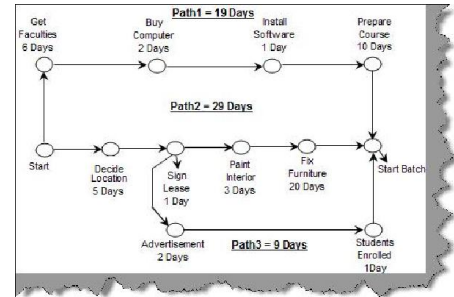 Path1 = 19 Days
Get
Faculties
6 Days
Buy
Computer
2 Days
Install
Software
1 Day
Prepare
Course
10 Days
Path2 = 29 Days
Start
Decide
Location
5 Days
Sign
Lease
1 Day
Paint
Interior
3 Days
Fix
Furniture
20 Days
Start Batch
Advertisement
2 Days
Path3 = 9 Days
Students
Enrolled
1Day